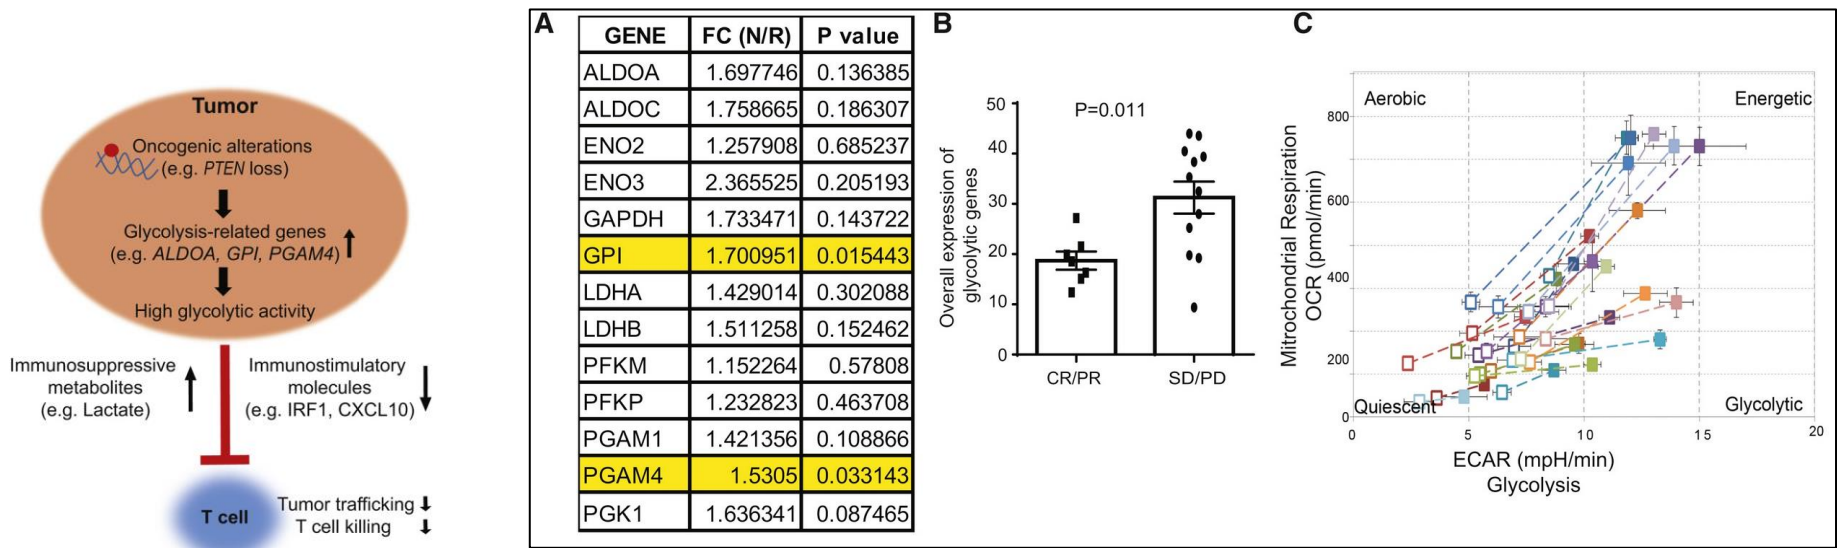 Tumor
Oncogenic alterations
(e.g. PTEN loss)
Glycolysis-related genes
(e.g. ALDOA, GPI, PGAM4)
High glycolytic activity
Immunosuppressive
metabolites
(e.g. Lactate)
Immunostimulatory
molecules
(e.g. IRF1, CXCL10)
T cell
Tumor trafficking
T cell killing
A
GENE FC (N/R) P value
ALDOA 1.697746 0.136385
ALDOC 1.758665 0.186307
ENO2 1.257908 0.685237
ENO3 2.365525 0.205193
GAPDH 1.733471 0.143722
GPI 1.700951 0.015443
LDHA 1.429014 0.302088
LDHB 1.511258 0.152462
PFKM 1.152264 0.57808
PFKP 1.232823 0.463708
PGAM1 1.421356 0.108866
PGAM4 1.5305 0.033143
PGK1 1.636341 0.087465
B
P=0.011
Overall expression of
glycolytic genes
50
40
30
20
10
0
CR/PR SD/PD
C
Aerobic Energetic
Mitrochondrial Respiration
OCR (pmol/min)
800
600
400
200
0
Quiescent Glycolytic
0 5 10 15 20
ECAR (mpH/min)
Glycolysis